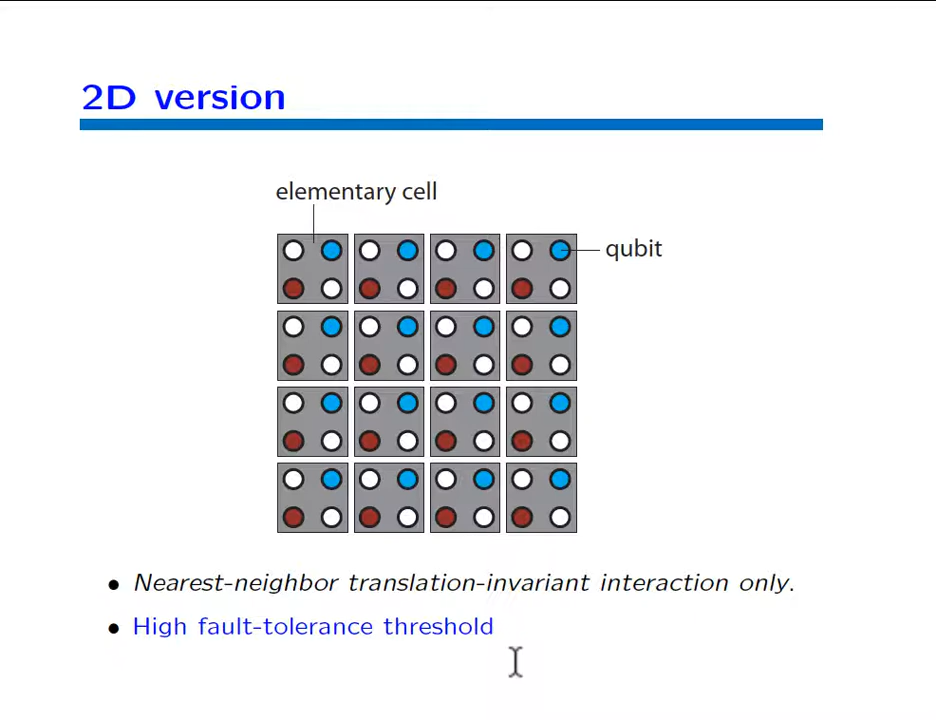 2D version
elementary cell
qubit
• Nearest-neighbor translation-invariant interaction only.
• High fault-tolerance threshold